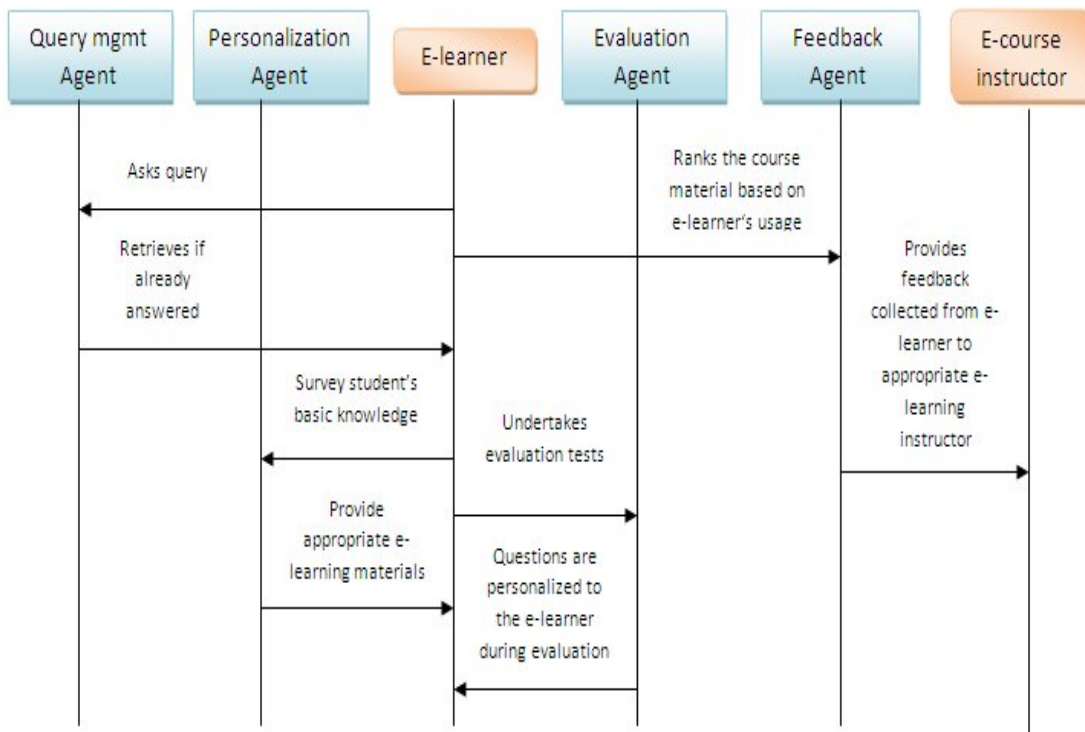 Query mgmt
Agent
Personalization
Agent
E-learner
Evaluation
Agent
Feedback
Agent
E-course
instructor
Asks query
Ranks the course
material based on
e-learner's usage
Retrieves if
already
answered
Provides
feedback
collected from e-
learner to
appropriate e-
learning
instructor
Survey student's
basic knowledge
Undertakes
evaluation tests
Provide
appropriate e-
learning materials
Questions are
personalized to
the e-learner
during evaluation